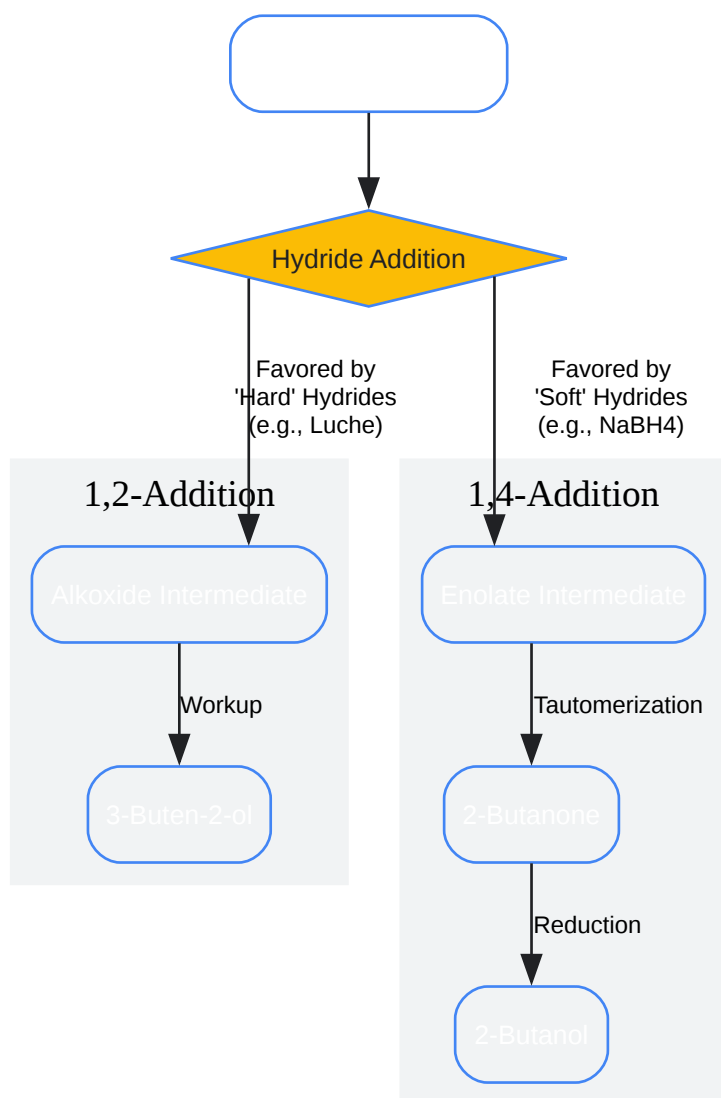 Hydride Addition
Favored by
'Hard' Hydrides
(e.g., Luche)
Favored by
'Soft' Hydrides
(e.g., NaBH4)
1,2-Addition
1,4-Addition
Alkoxide Intermediate
Enolate Intermediate
Workup
Tautomerization
3-Buten-2-ol
2-Butanone
Reduction
2-Butanol